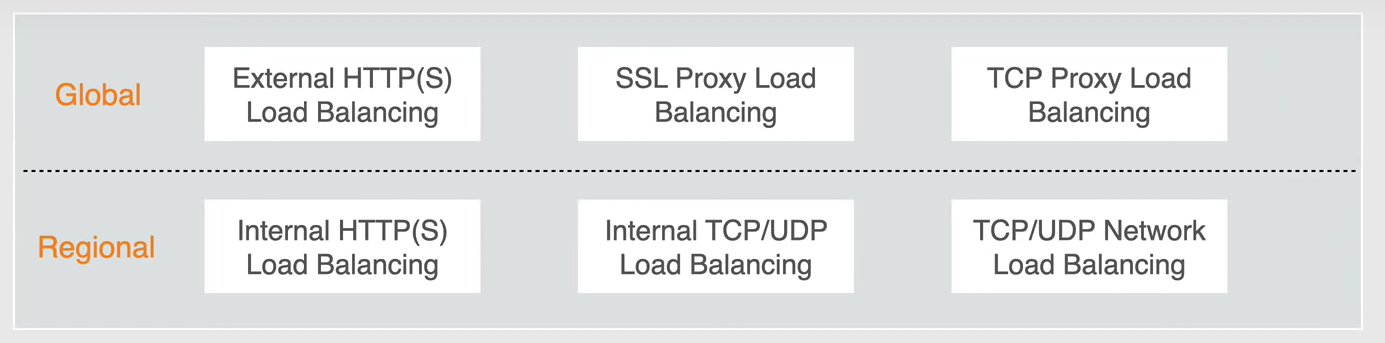 Global
External HTTP(S)
Load Balancing
SSL Proxy Load
Balancing
TCP Proxy Load
Balancing
Regional
Internal HTTP(S)
Load Balancing
Internal TCP/UDP
Load Balancing
TCP/UDP Network
Load Balancing